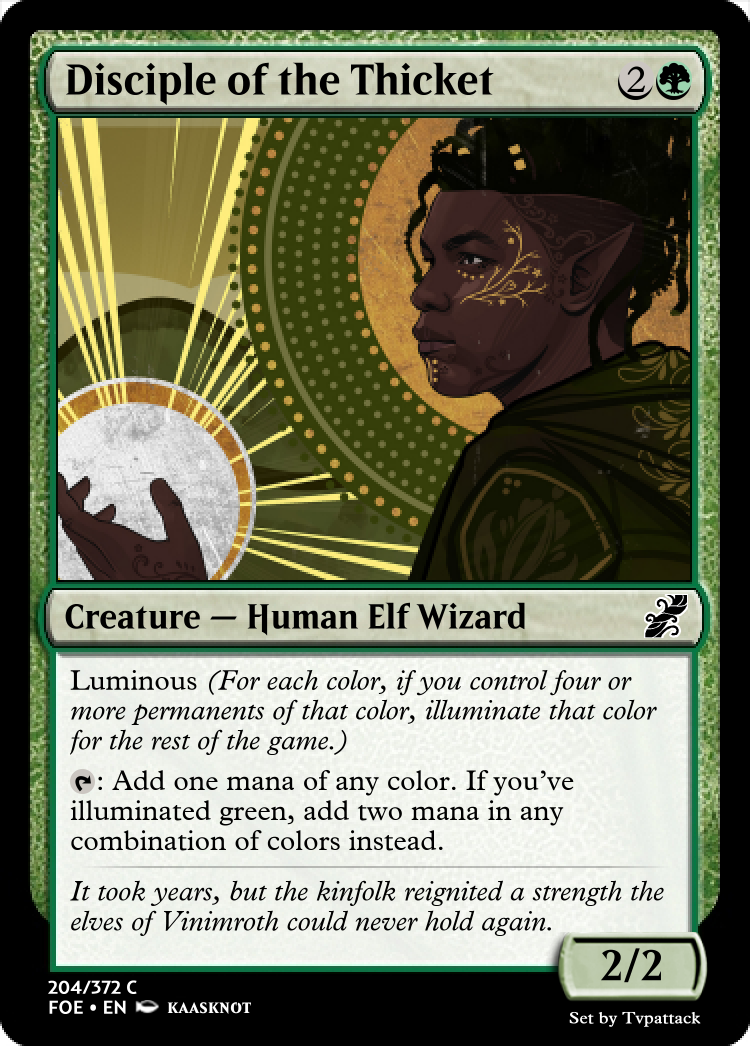 Disciple of the Thicket 2
Creature — Human Elf Wizard
Luminous (For each color, if you control four or
more permanents of that color, illuminate that color
for the rest of the game.)
: Add one mana of any color. If you've
illuminated green, add two mana in any
combination of colors instead.
It took years, but the kinfolk reignited a strength the
elves of Vinimroth could never hold again.
2/2
204/372 C
FOE • EN KAASKNOT
Set by Tvpattack